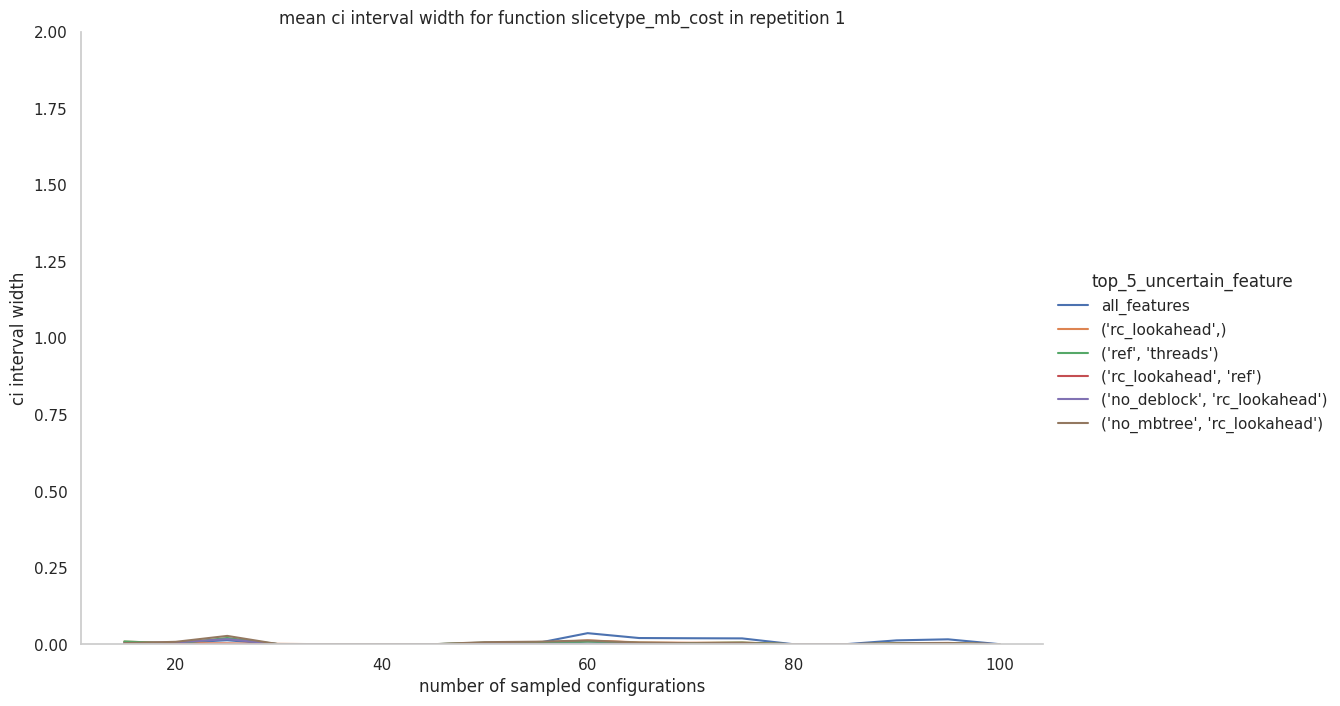 mean ci interval width for function slicetype_mb_cost in repetition 1
2.00
1.75
1.50
1.25
1.00
0.75
0.50
0.25
0.00
ci interval width
20
40
60
80
100
number of sampled configurations
top_5_uncertain_feature
all_features
('rc_lookahead',)
('ref', 'threads')
('rc_lookahead', 'ref')
('no_deblock', 'rc_lookahead')
('no_mbtree', 'rc_lookahead')